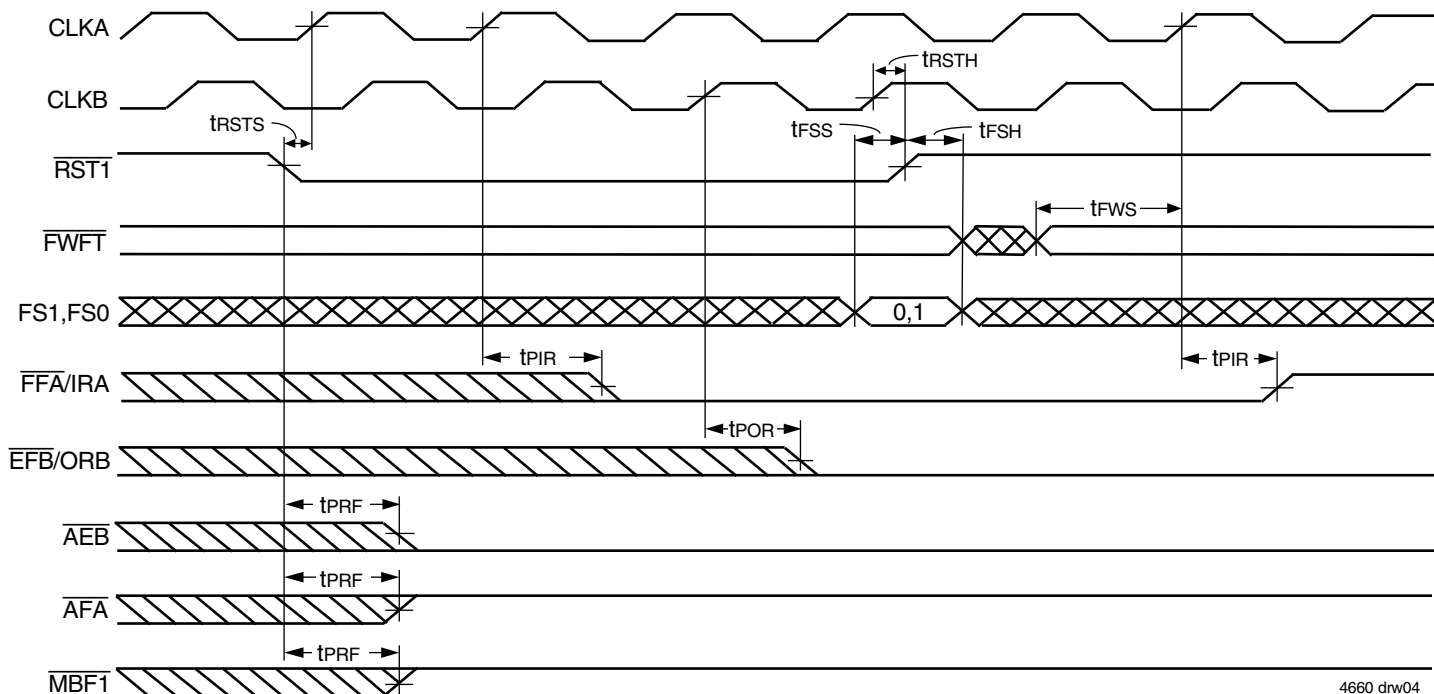 CLKA
tRSTH
CLKB
tRSTS
tFSS
tFSH
RST1
tFWS
FWFT
FS1,FS0
0,1
tPIR
tPIR
FFA/IRA
tPOR
EFB/ORB
tPRF
AEB
tPRF
AFA
tPRF
MBF1
4660 drw04